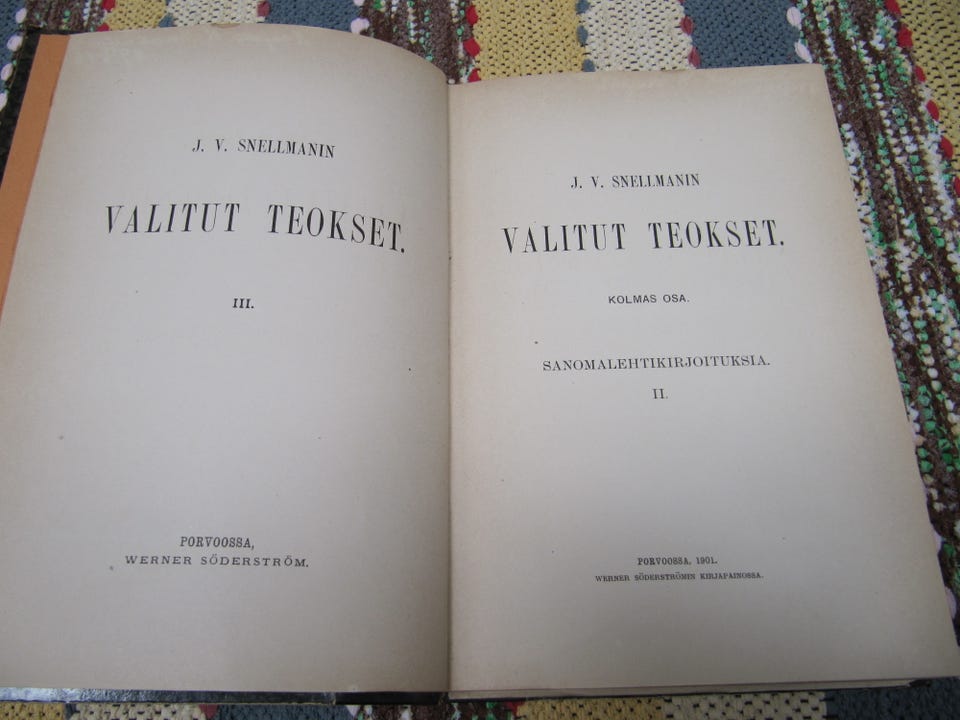 J. V. SNELLMANIN
VALITUT TEOKSET.
III.
PORVOOSSA,
WERNER SÖDERSTRÖM.
J. V. SNELLMANIN
VALITUT TEOKSET.
KOLMAS OSA.
SANOMALEHTIKIRJOITUKSIA.
II.
PORVOOSSA, 1901.
WERNER SÖDERSTRÖMIN KIRJAPAINOSSA.